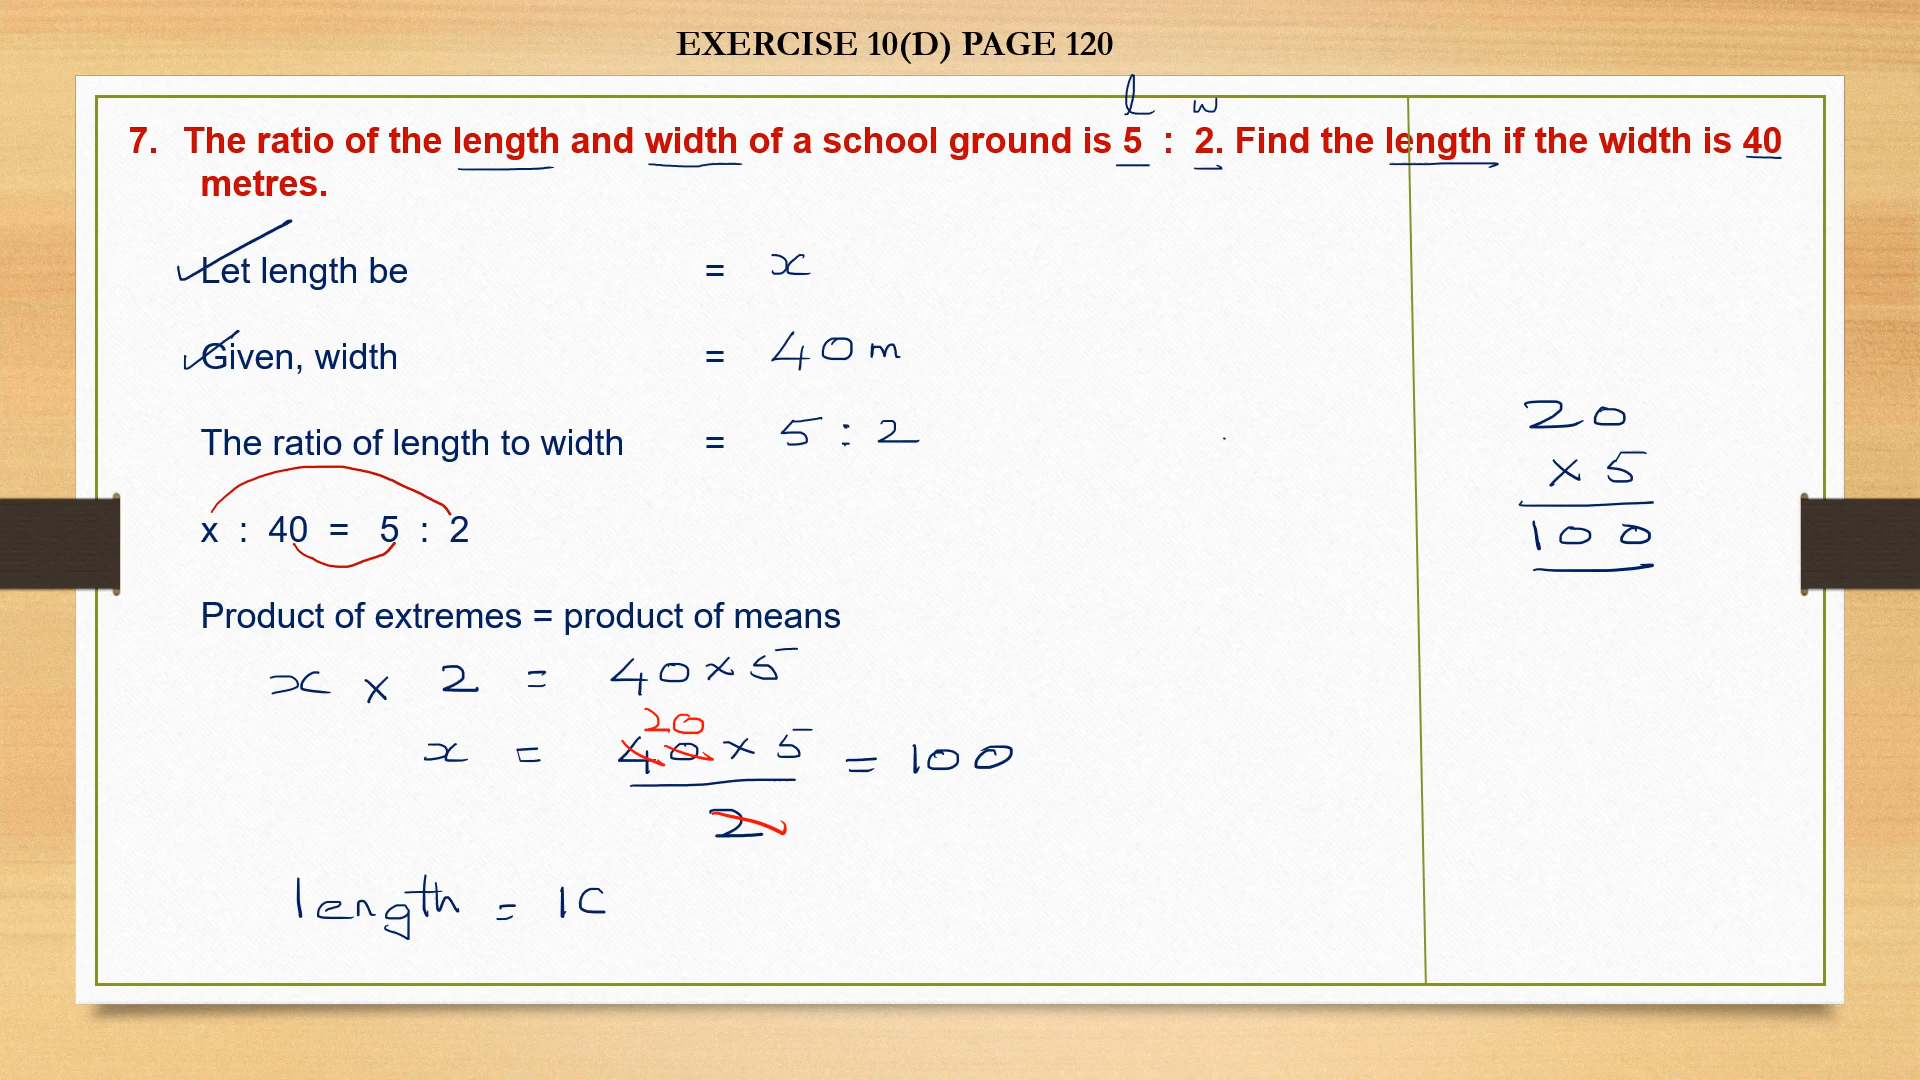 EXERCISE 10(D) PAGE 120
l w
7. The ratio of the length and width of a school ground is 5 : 2. Find the length if the width is 40
metres.
Let length be = x
Given, width = 40 m
The ratio of length to width = 5 : 2
x : 40 = 5 : 2
Product of extremes = product of means
x × 2 = 40 × 5
20
x = 40 × 5 = 100
2
length = 1C
20
× 5
100